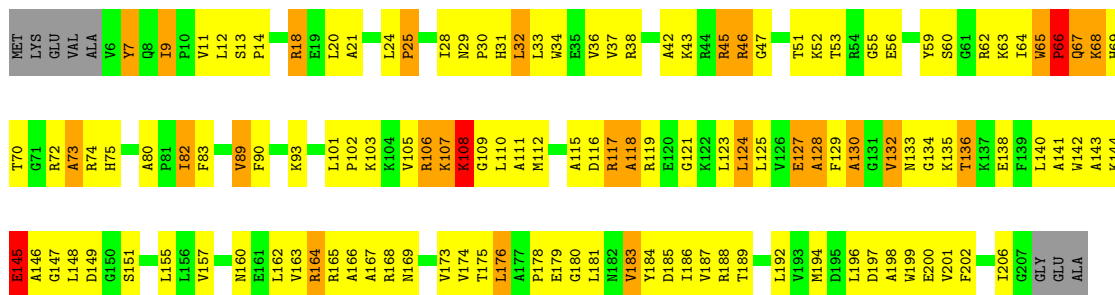 MET LYS GLU VAL ALA V6 Y7 Q8 I9 P10 V11 L12 S13 P14 R18 E19 L20 A21 L24 P25 I28 N29 P30 H31 L32 L33 W34 E35 V36 V37 R38 A42 K43 R44 R45 R46 G47 T51 K52 T53 R54 G55 E56 Y59 S60 G61 R62 K63 I64 W65 P66 Q67 K68 H69
T70 G71 R72 A73 R74 H75 A80 P81 I82 F83 V89 F90 K93 L101 P102 K103 K104 V105 R106 K107 K108 G109 L110 A111 M112 A115 D116 R117 A118 R119 E120 G121 K122 L123 L124 L125 V126 E127 A128 F129 A130 G131 V132 N133 G134 K135 T136 K137 E138 F139 L140 A141 W142 A143 K144
E145 A146 G147 L148 D149 G150 S151 L155 L156 V157 N160 E161 L162 V163 R164 R165 A166 A167 R168 N169 V173 V174 T175 L176 A177 P178 E179 G180 L181 N182 V183 Y184 D185 I186 V187 R188 T189 L192 V193 M194 D195 L196 D197 A198 W199 E200 V201 F202 I206 G207 GLY GLU ALA